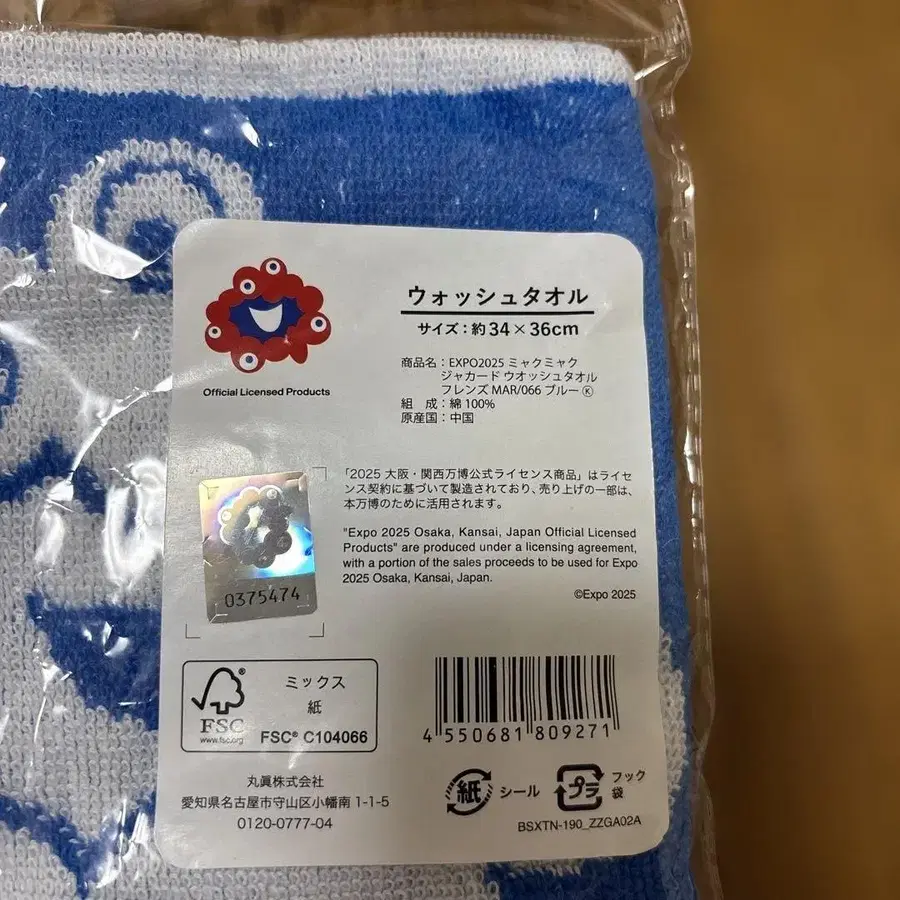 ウォッシュタオル
サイズ：約 34 × 36cm
商品名：EXPO2025 ミャクミャク
ジャカード ウオッシュタオル
フレンズ MAR/066 ブルー Ⓚ
組　成：綿 100%
原産国：中国
Official Licensed Products
「2025 大阪・関西万博公式ライセンス商品」はライセ
ンス契約に基づいて製造されており、売り上げの一部は、
本万博のために活用されます。
"Expo 2025 Osaka, Kansai, Japan Official Licensed
Products" are produced under a licensing agreement,
with a portion of the sales proceeds to be used for Expo
2025 Osaka, Kansai, Japan.
©Expo 2025
0375474
FSC®
www.fsc.org
ミックス
紙
FSC® C104066
4 550681 809271
丸眞株式会社
愛知県名古屋市守山区小幡南 1-1-5
0120-0777-04
紙 シール
プラ フック
袋
BSXTN-190_ZZGA02A